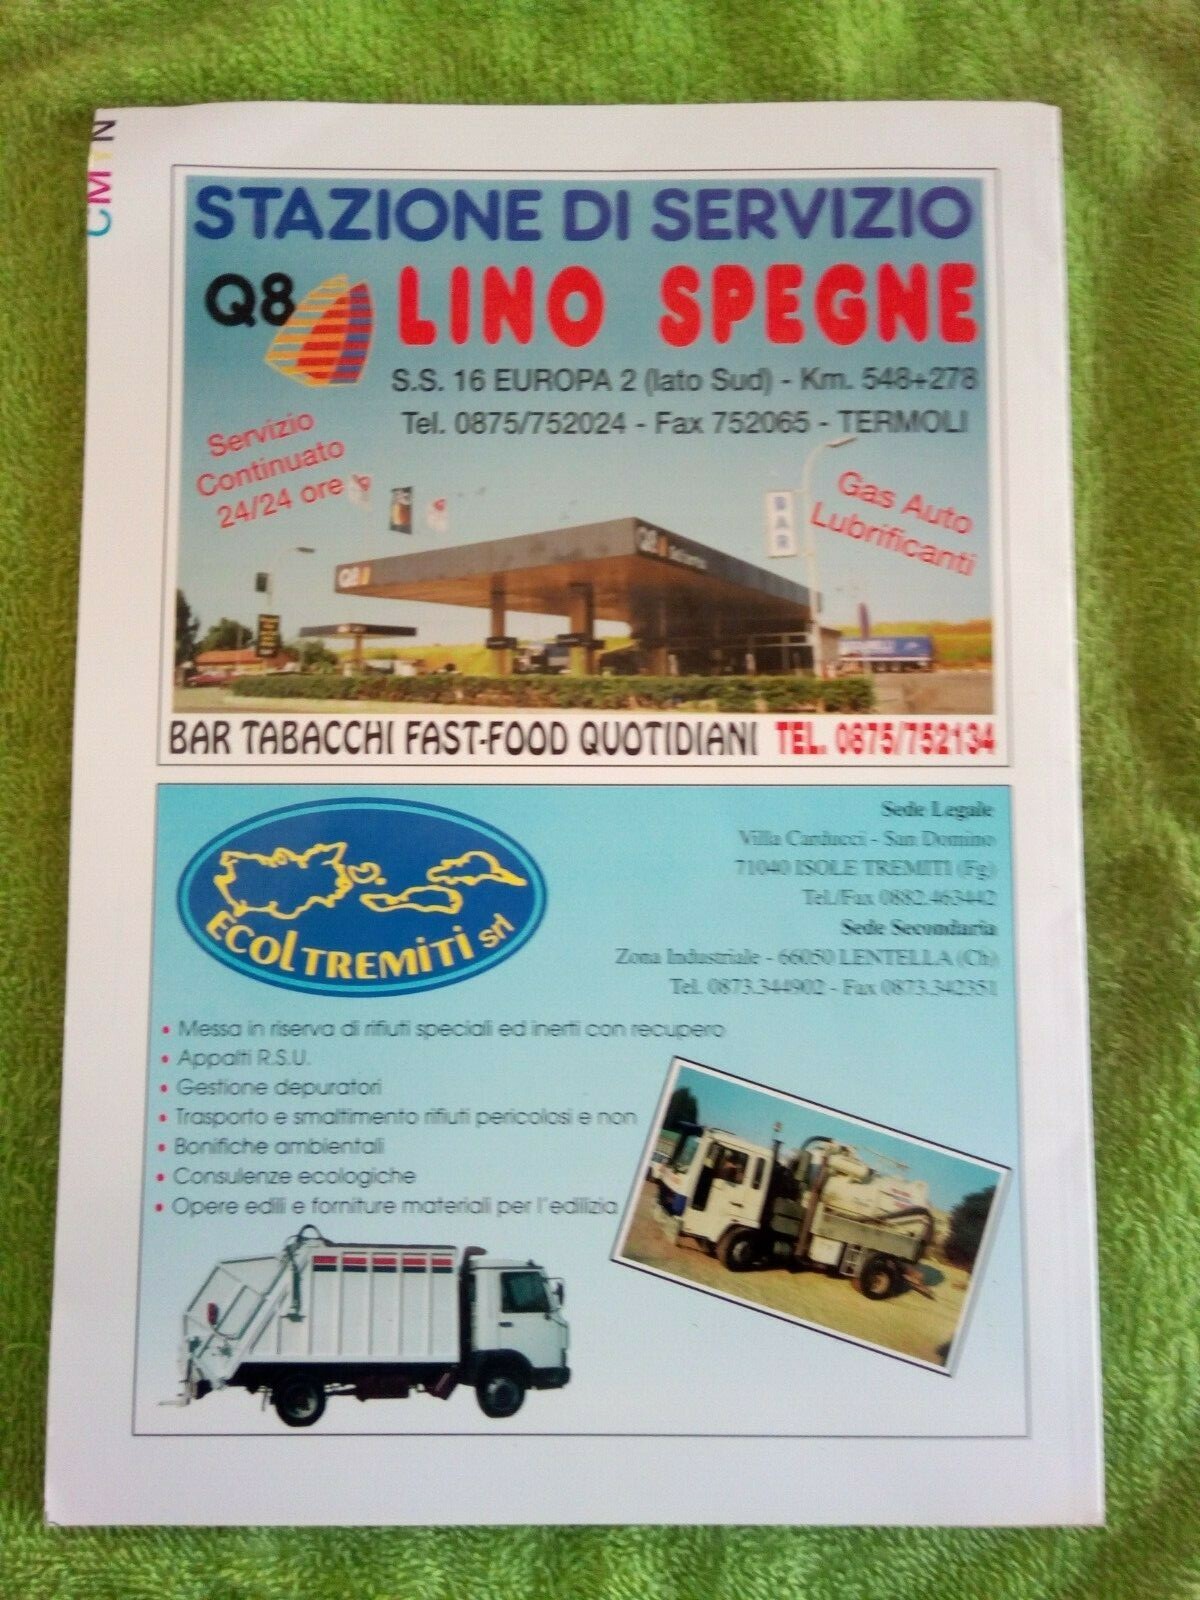 CMYN
STAZIONE DI SERVIZIO
Q8 LINO SPEGNE
S.S. 16 EUROPA 2 (lato Sud) - Km. 548+278
Tel. 0875/752024 - Fax 752065 - TERMOLI
Servizio
Continuato
24/24 ore
Gas Auto
Lubrificanti
BAR
Q8
Q8
BAR TABACCHI FAST-FOOD QUOTIDIANI TEL. 0875/752134
ECOLTREMITI srl
Sede Legale
Villa Carducci - San Domino
71040 ISOLE TREMITI (Fg)
Tel./Fax 0882.463442
Sede Secondaria
Zona Industriale - 66050 LENTELLA (Ch)
Tel. 0873.344902 - Fax 0873.342351
• Messa in riserva di rifiuti speciali ed inerti con recupero
• Appalti R.S.U.
• Gestione depuratori
• Trasporto e smaltimento rifiuti pericolosi e non
• Bonifiche ambientali
• Consulenze ecologiche
• Opere edili e forniture materiali per l'edilizia